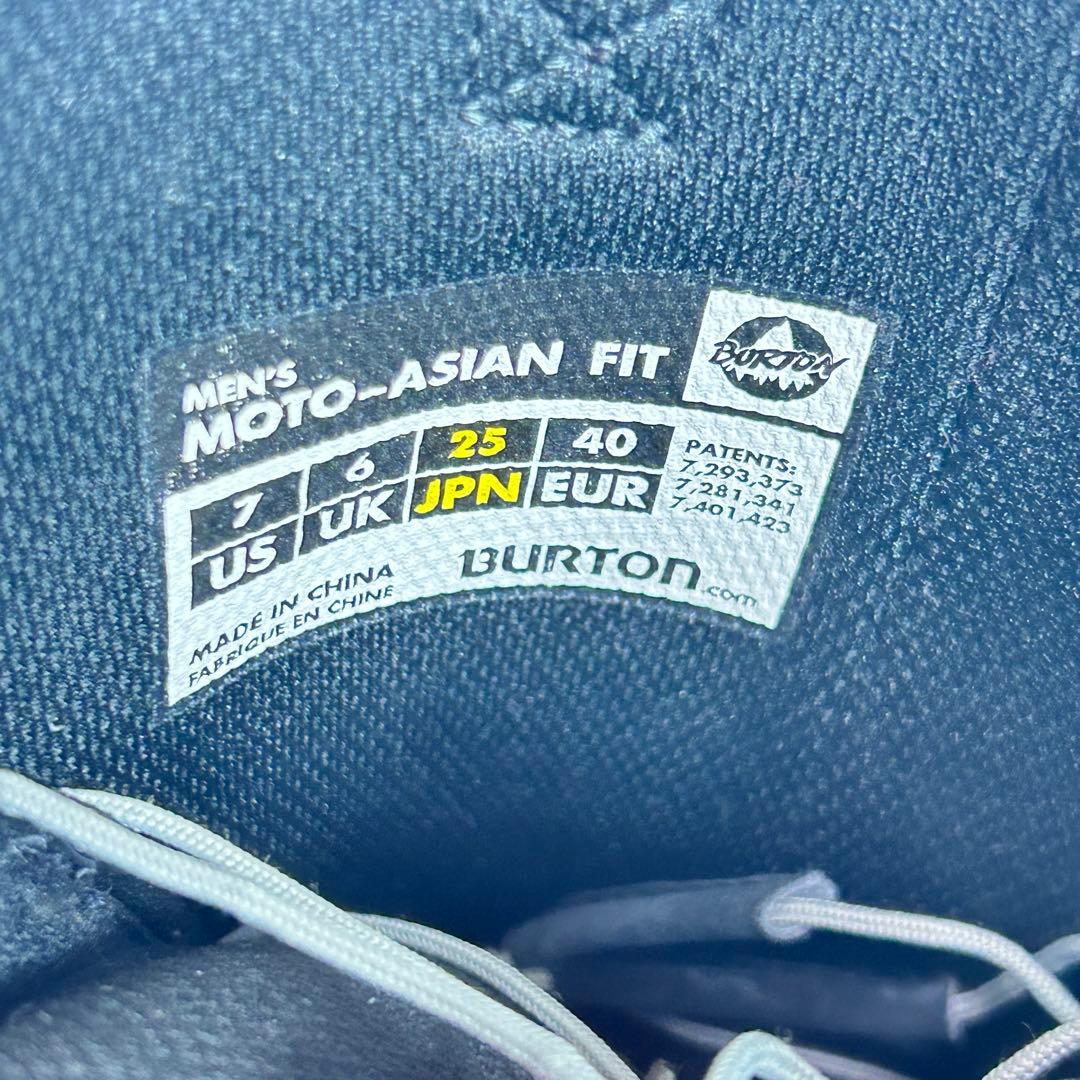 MEN'S
MOTO-ASIAN FIT
BURTON
7 6 25 40
US UK JPN EUR
PATENTS:
7,293,373
7,281,341
7,401,423
MADE IN CHINA
FABRIQUE EN CHINE
BURTON.com